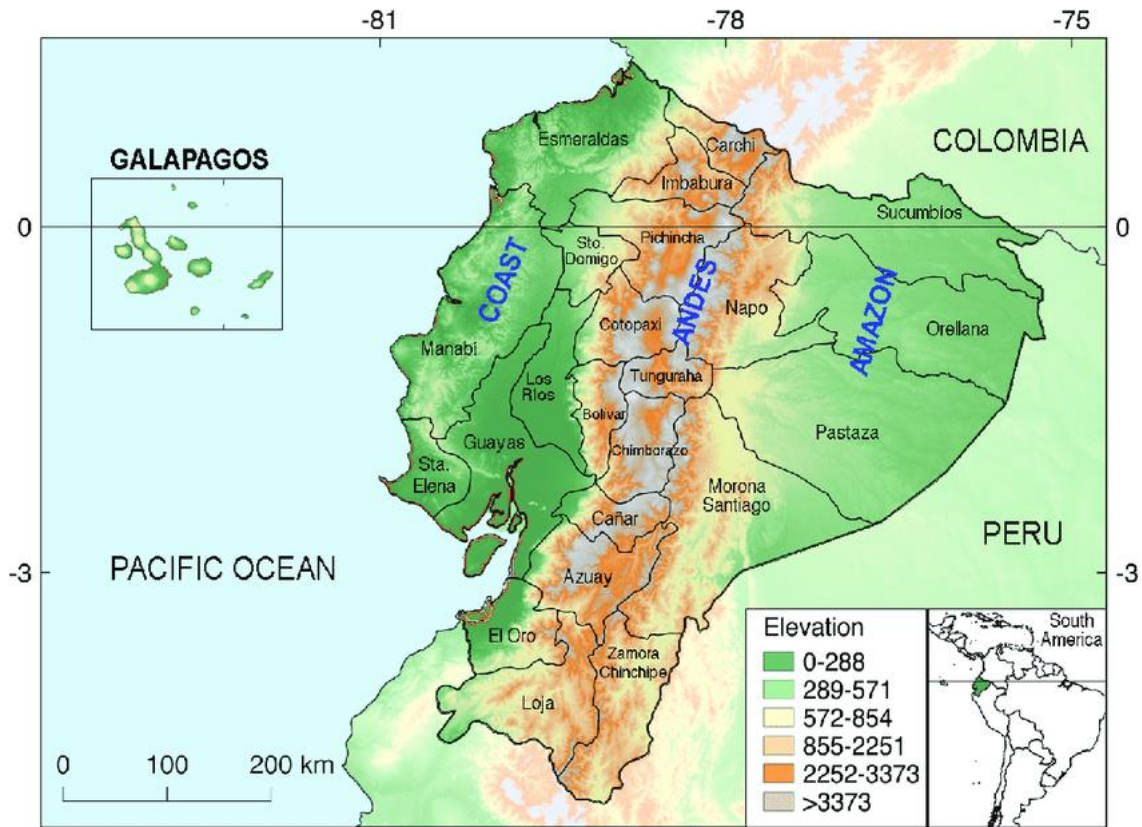 -81
-78
-75
COLOMBIA
Esmeraldas
Carchi
Imbabura
GALAPAGOS
Sucumbios
0
0
Pichincha
Sto.
Domigo
COAST
ANDES
AMAZON
Napo
Cotopaxi
Orellana
Manabi
Tunguraha
Los
Ríos
Bolivar
Pastaza
Guayas
Chimborazo
Sta.
Elena
Morona
Santiago
Cañar
PERU
PACIFIC OCEAN
-3
-3
Azuay
El Oro
Zamora
Chinchipe
Loja
Elevation
0-288
289-571
572-854
855-2251
2252-3373
>3373
South
America
0
100
200 km